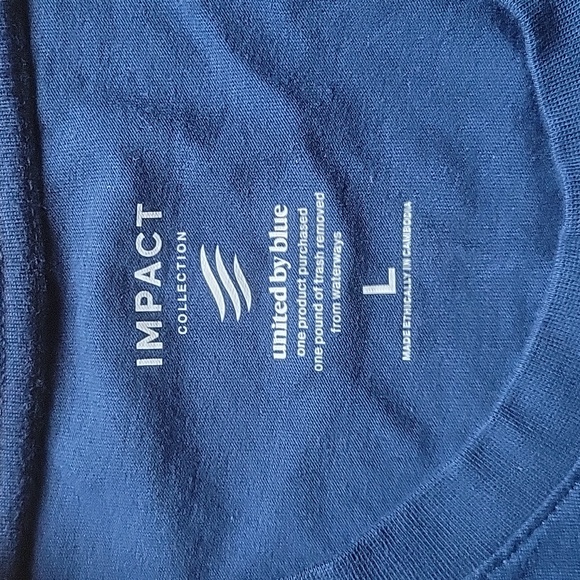 IMPACT
COLLECTION
united by blue
one product purchased
one pound of trash removed
from waterways
L
MADE ETHICALLY IN CAMBODIA